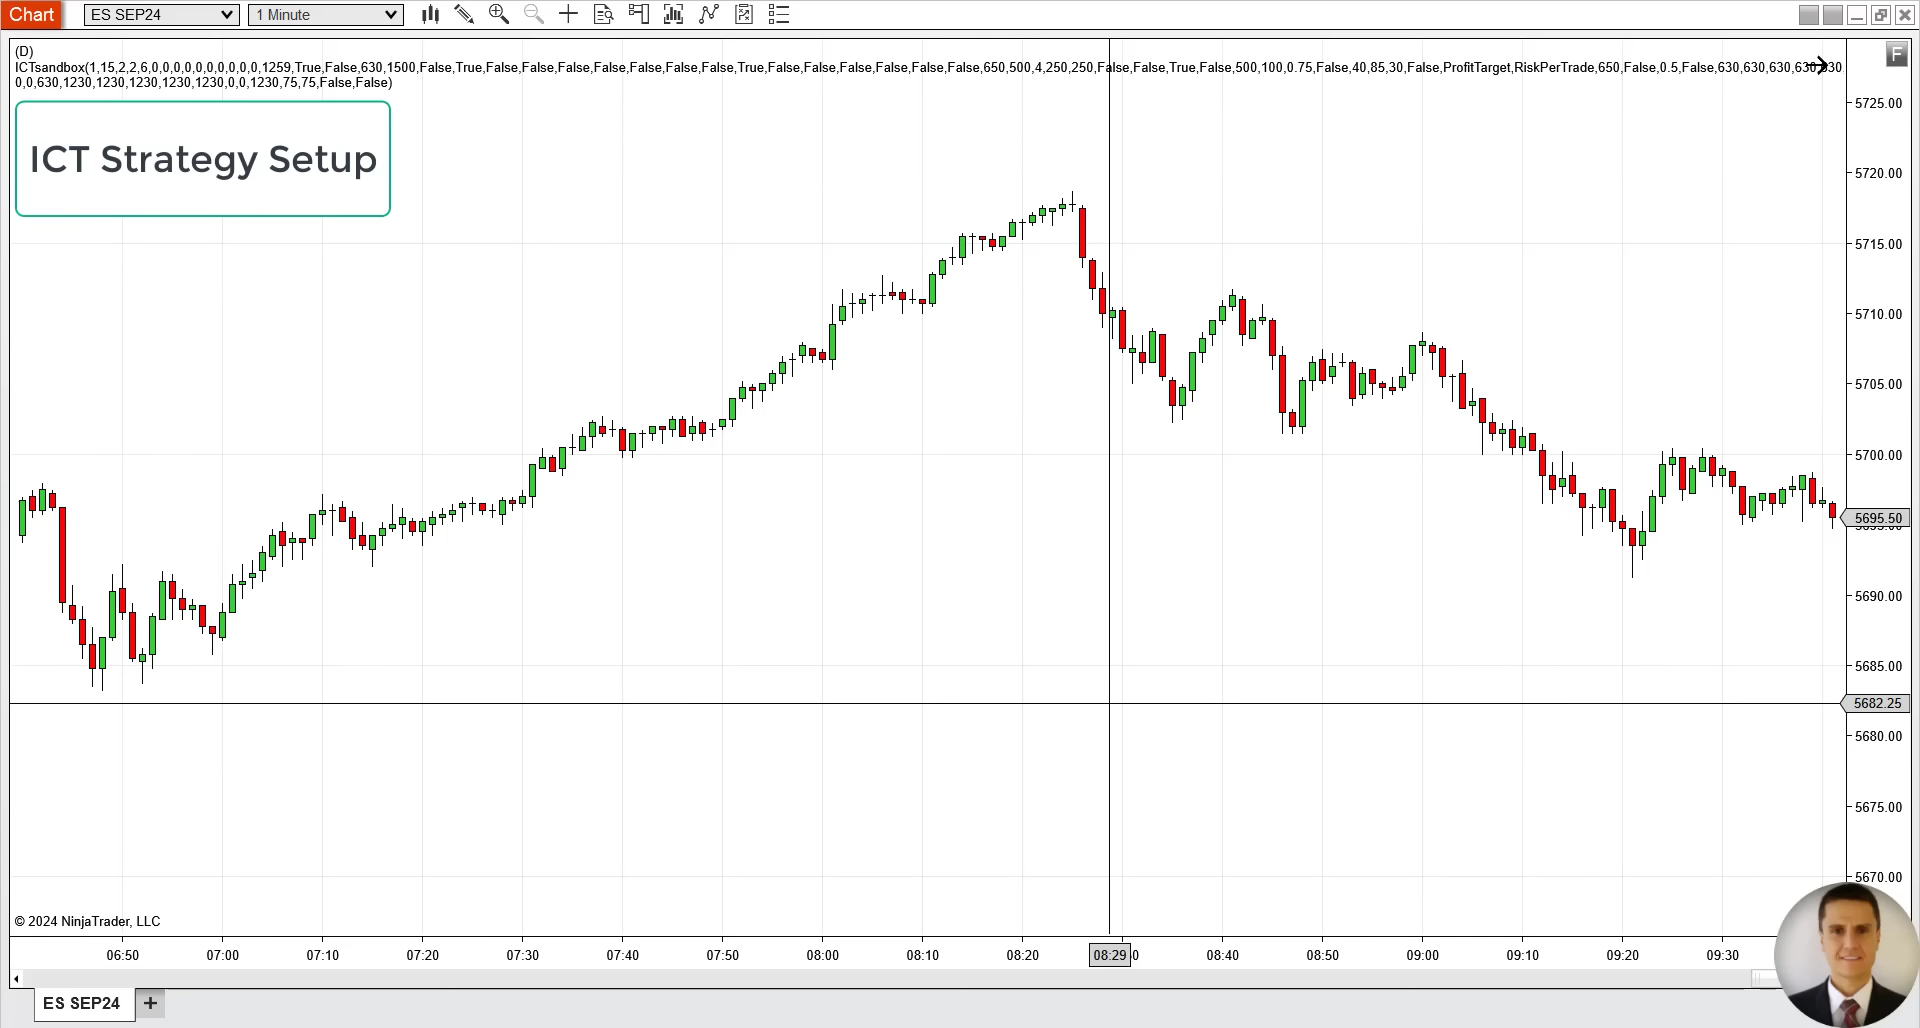 Chart ES SEP24 1 Minute
(D) F
ICTsandbox(1,15,2,2,6,0,0,0,0,0,0,0,0,0,0,1259,True,False,630,1500,False,True,False,False,False,False,False,False,False,True,False,False,False,False,False,False,650,500,4,250,250,False,False,True,False,500,100,0.75,False,40,85,30,False,ProfitTarget,RiskPerTrade,650,False,0.5,False,630,630,630,630
0,0,630,1230,1230,1230,1230,1230,0,0,1230,75,75,False,False)
ICT Strategy Setup
5725.00
5720.00
5715.00
5710.00
5705.00
5700.00
5695.50
5690.00
5685.00
5682.25
5680.00
5675.00
5670.00
© 2024 NinjaTrader, LLC
06:50 07:00 07:10 07:20 07:30 07:40 07:50 08:00 08:10 08:20 08:29 08:40 08:50 09:00 09:10 09:20 09:30
ES SEP24 +